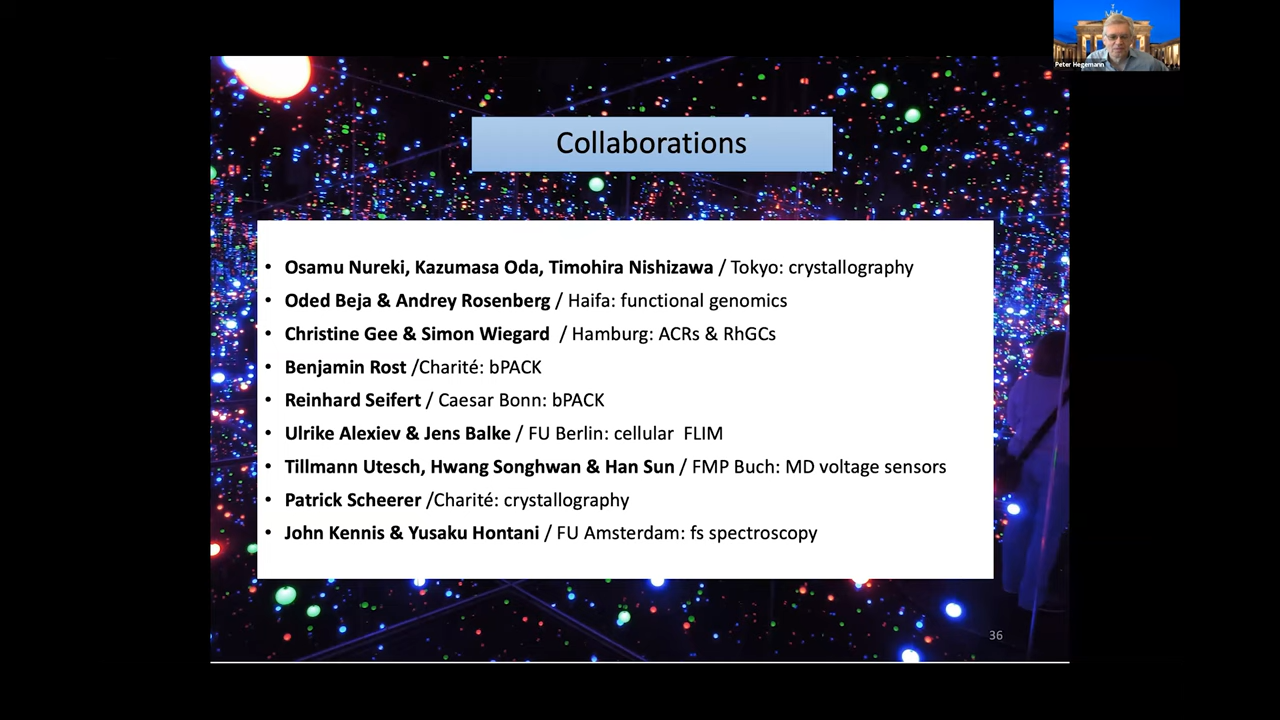 Peter Hegemann
Collaborations
• Osamu Nureki, Kazumasa Oda, Timohira Nishizawa / Tokyo: crystallography
• Oded Beja & Andrey Rosenberg / Haifa: functional genomics
• Christine Gee & Simon Wiegard / Hamburg: ACRs & RhGCs
• Benjamin Rost /Charité: bPACK
• Reinhard Seifert / Caesar Bonn: bPACK
• Ulrike Alexiev & Jens Balke / FU Berlin: cellular FLIM
• Tillmann Utesch, Hwang Songhwan & Han Sun / FMP Buch: MD voltage sensors
• Patrick Scheerer /Charité: crystallography
• John Kennis & Yusaku Hontani / FU Amsterdam: fs spectroscopy
36